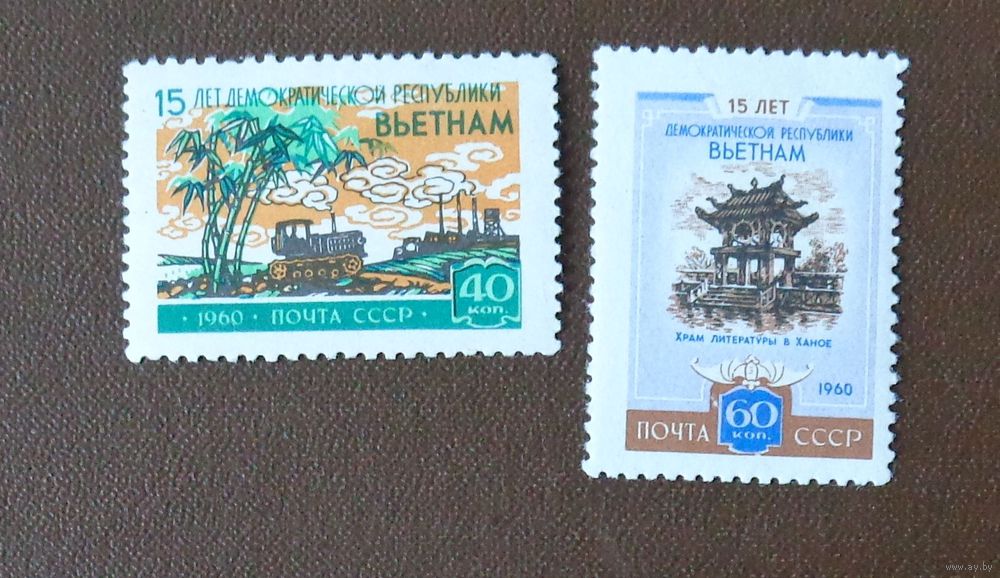 15 ЛЕТ ДЕМОКРАТИЧЕСКОЙ РЕСПУБЛИКИ
ВЬЕТНАМ
40
КОП.
· 1960 · ПОЧТА СССР ·
15 ЛЕТ
ДЕМОКРАТИЧЕСКОЙ РЕСПУБЛИКИ
ВЬЕТНАМ
ХРАМ ЛИТЕРАТУРЫ В ХАНОЕ
1960
60
КОП.
ПОЧТА СССР
www.ay.by